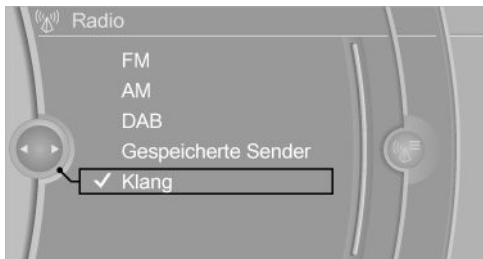 Radio
FM
AM
DAB
Gespeicherte Sender
✓ Klang